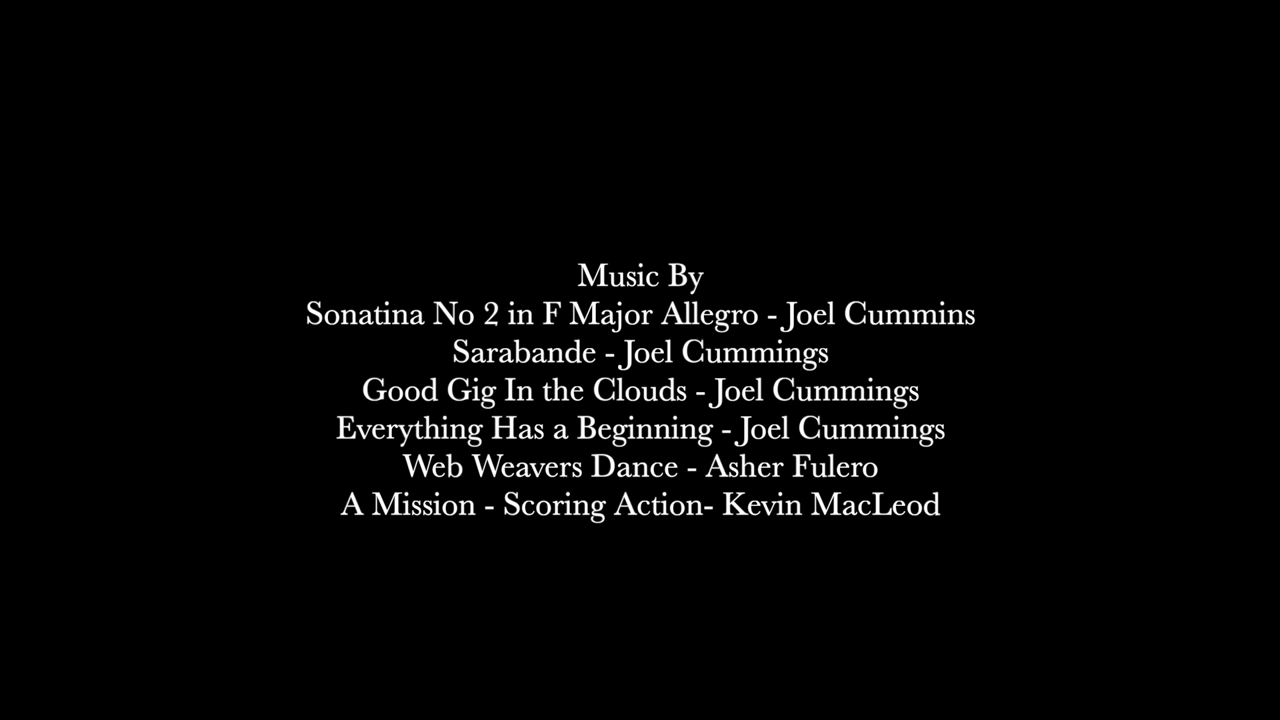 Music By
Sonatina No 2 in F Major Allegro - Joel Cummins
Sarabande - Joel Cummings
Good Gig In the Clouds - Joel Cummings
Everything Has a Beginning - Joel Cummings
Web Weavers Dance - Asher Fulero
A Mission - Scoring Action- Kevin MacLeod